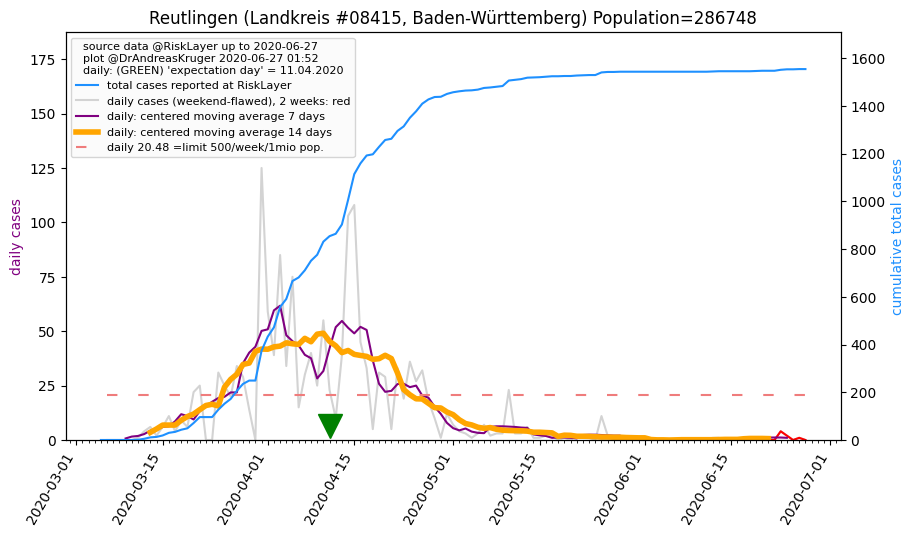 Reutlingen (Landkreis #08415, Baden-Württemberg) Population=286748
source data @RiskLayer up to 2020-06-27
plot @DrAndreasKruger 2020-06-27 01:52
daily: (GREEN) 'expectation day' = 11.04.2020
total cases reported at RiskLayer
daily cases (weekend-flawed), 2 weeks: red
daily: centered moving average 7 days
daily: centered moving average 14 days
daily 20.48 =limit 500/week/1mio pop.
daily cases
175
150
125
100
75
50
25
0
cumulative total cases
1600
1400
1200
1000
800
600
400
200
0
2020-03-01
2020-03-15
2020-04-01
2020-04-15
2020-05-01
2020-05-15
2020-06-01
2020-06-15
2020-07-01